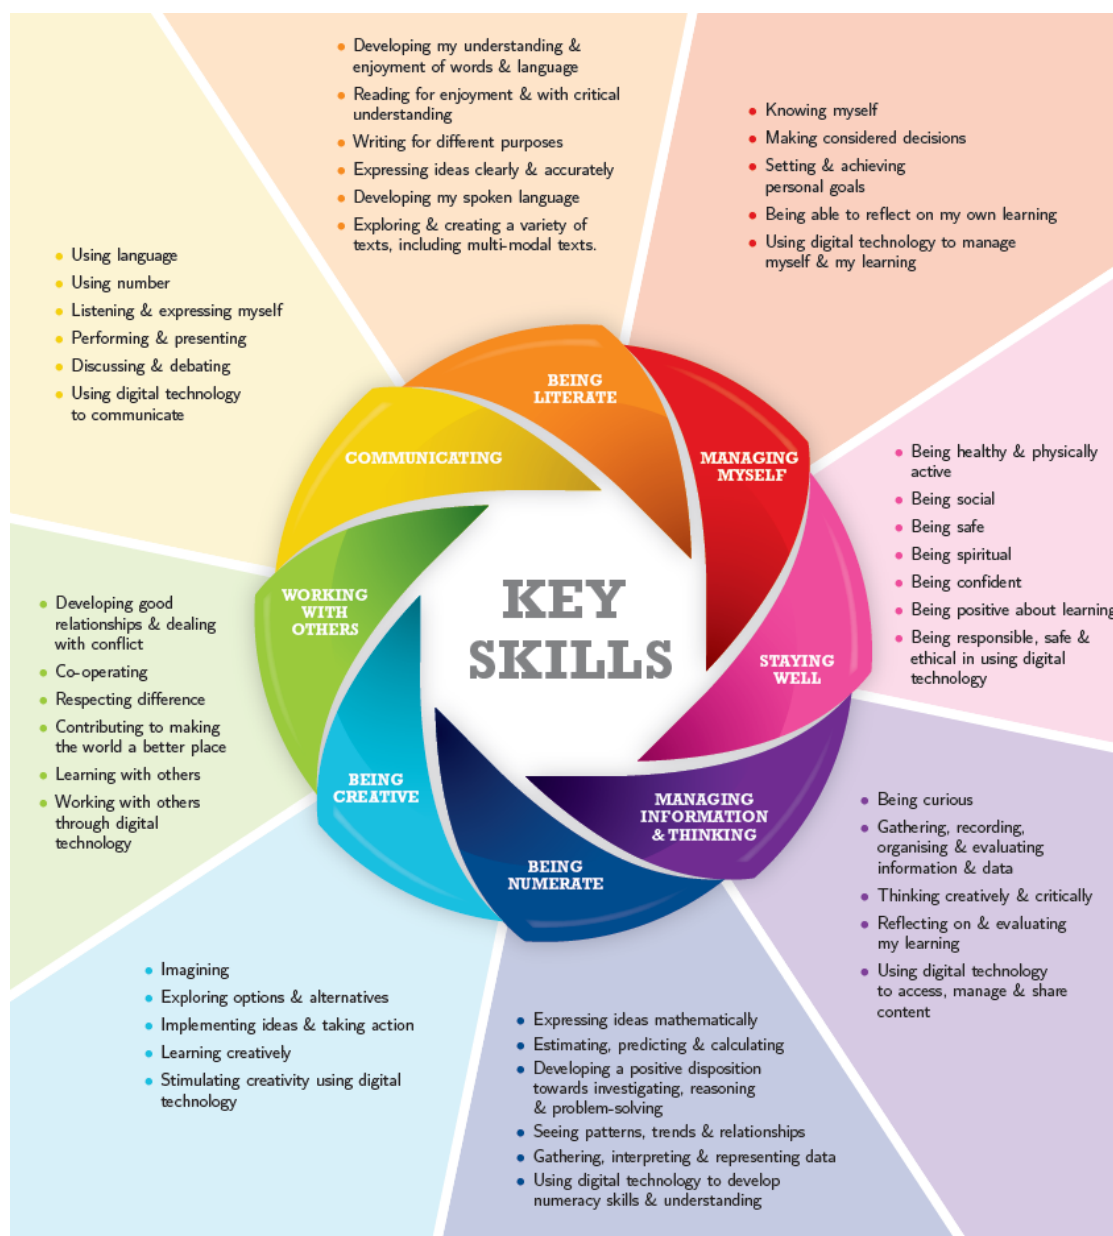 Developing my understanding &
enjoyment of words & language
Reading for enjoyment & with critical
understanding
Writing for different purposes
Expressing ideas clearly & accurately
Developing my spoken language
Exploring & creating a variety of
texts, including multi-modal texts.
Knowing myself
Making considered decisions
Setting & achieving
personal goals
Being able to reflect on my own learning
Using digital technology to manage
myself & my learning
Using language
Using number
Listening & expressing myself
Performing & presenting
Discussing & debating
Using digital technology
to communicate
BEING
LITERATE
COMMUNICATING
MANAGING
MYSELF
Being healthy & physically
active
Being social
Being safe
Being spiritual
Being confident
Being positive about learning
Being responsible, safe &
ethical in using digital
technology
KEY
SKILLS
WORKING
WITH
OTHERS
STAYING
WELL
Developing good
relationships & dealing
with conflict
Co-operating
Respecting difference
Contributing to making
the world a better place
Learning with others
Working with others
through digital
technology
BEING
CREATIVE
MANAGING
INFORMATION
& THINKING
BEING
NUMERATE
Being curious
Gathering, recording,
organising & evaluating
information & data
Thinking creatively & critically
Reflecting on & evaluating
my learning
Using digital technology
to access, manage & share
content
Imagining
Exploring options & alternatives
Implementing ideas & taking action
Learning creatively
Stimulating creativity using digital
technology
Expressing ideas mathematically
Estimating, predicting & calculating
Developing a positive disposition
towards investigating, reasoning
& problem-solving
Seeing patterns, trends & relationships
Gathering, interpreting & representing data
Using digital technology to develop
numeracy skills & understanding